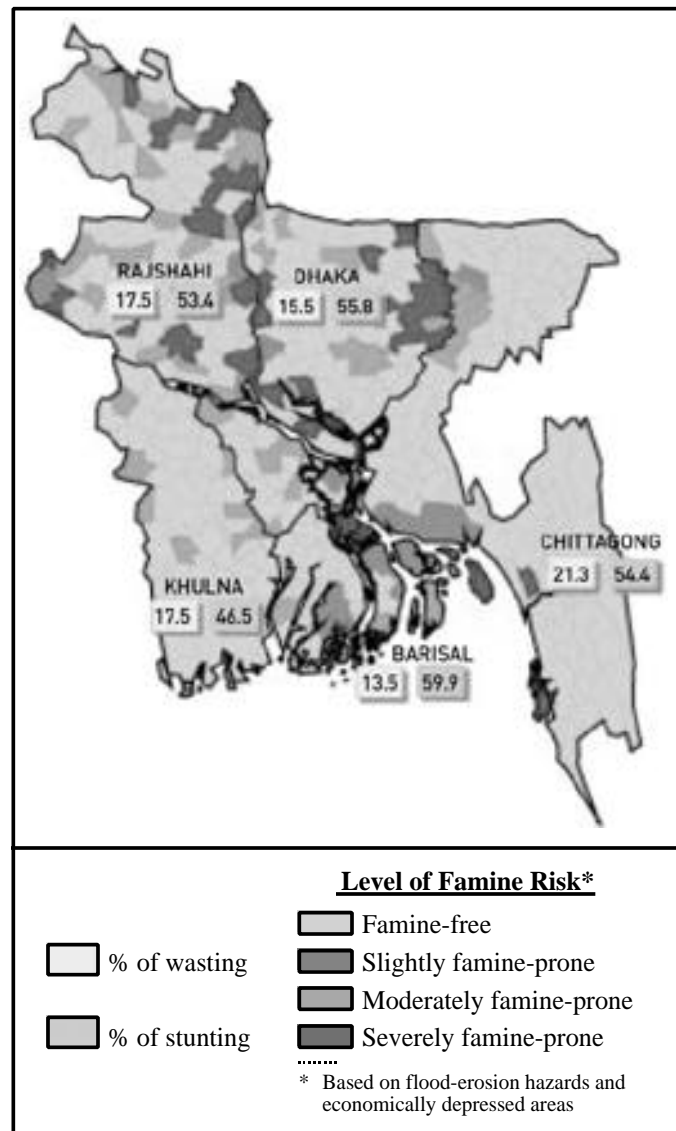 RAJSHAHI
17.5 53.4
DHAKA
15.5 55.8
CHITTAGONG
21.3 54.4
KHULNA
17.5 46.5
BARISAL
13.5 59.9
Level of Famine Risk*
Famine-free
% of wasting
Slightly famine-prone
Moderately famine-prone
% of stunting
Severely famine-prone
* Based on flood-erosion hazards and
economically depressed areas